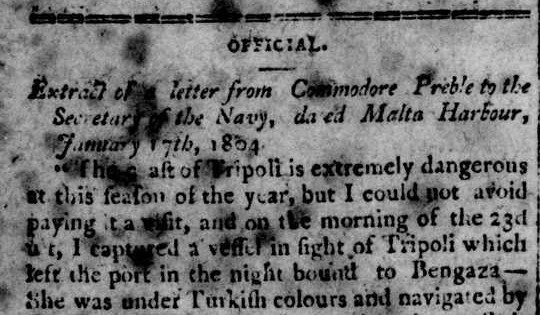 OFFICIAL.
Extract of a letter from Commodore Preble to the
Secretary of the Navy, dated Malta Harbour,
January 17th, 1804.
"The coast of Tripoli is extremely dangerous
at this ſeaſon of the year, but I could not avoid
paying it a viſit, and on the morning of the 23d
ult, I captured a veſſel in ſight of Tripoli which
left the port in the night bound to Bengaza—
She was under Turkiſh colours and navigated by